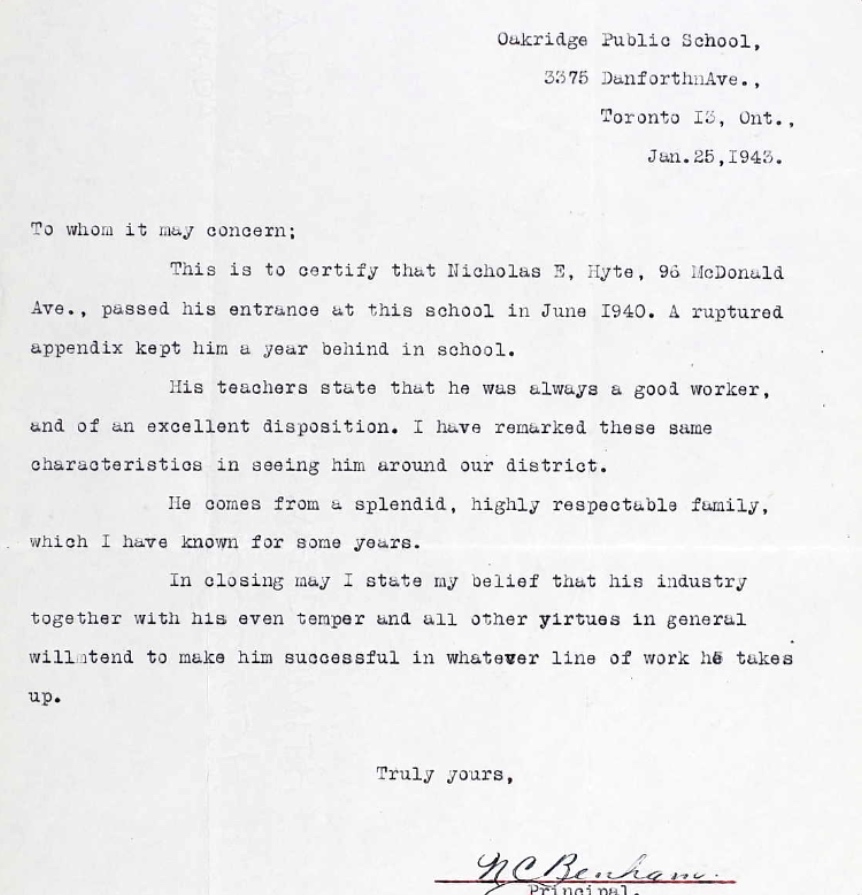 Oakridge Public School,
3375 DanforthnAve.,
Toronto 13, Ont.,
Jan.25,1943.
To whom it may concern;
This is to certify that Nicholas E, Hyte, 96 McDonald
Ave., passed his entrance at this school in June 1940. A ruptured
appendix kept him a year behind in school.
His teachers state that he was always a good worker,
and of an excellent disposition. I have remarked these same
characteristics in seeing him around our district.
He comes from a splendid, highly respectable family,
which I have known for some years.
In closing may I state my belief that his industry
together with his even temper and all other yirtues in general
will tend to make him successful in whatever line of work he takes
up.
Truly yours,
N C Benham.
Principal.